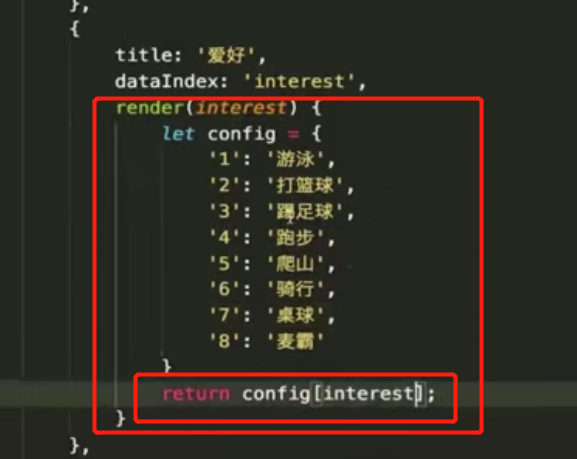 },
{
title: '爱好',
dataIndex: 'interest',
render(interest) {
let config = {
'1': '游泳',
'2': '打篮球',
'3': '踢足球',
'4': '跑步',
'5': '爬山',
'6': '骑行',
'7': '桌球',
'8': '麦霸'
}
return config[interest];
}
},